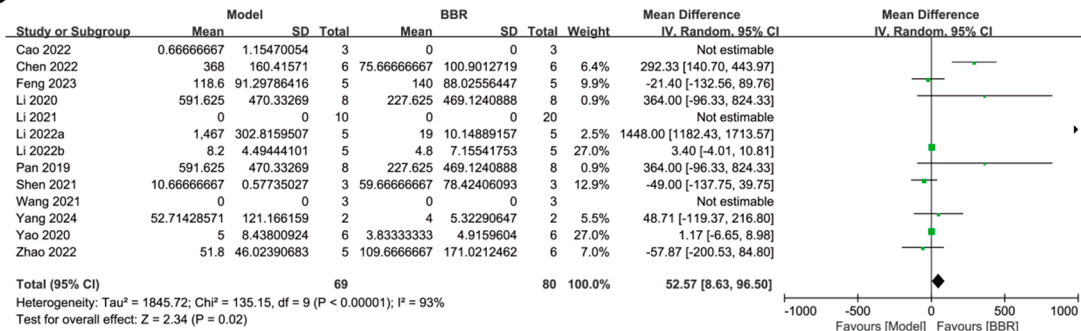 Model BBR Mean Difference Mean Difference
Study or Subgroup Mean SD Total Mean SD Total Weight IV, Random, 95% CI IV, Random, 95% CI
Cao 2022 0.66666667 1.15470054 3 0 0 3 Not estimable
Chen 2022 368 160.41571 6 75.66666667 100.9012719 6 6.4% 292.33 [140.70, 443.97]
Feng 2023 118.6 91.29786416 5 140 88.02556447 5 9.9% -21.40 [-132.56, 89.76]
Li 2020 591.625 470.33269 8 227.625 469.1240888 8 0.9% 364.00 [-96.33, 824.33]
Li 2021 0 0 10 0 0 20 Not estimable
Li 2022a 1,467 302.8159507 5 19 10.14889157 5 2.5% 1448.00 [1182.43, 1713.57]
Li 2022b 8.2 4.49444101 5 4.8 7.15541753 5 27.0% 3.40 [-4.01, 10.81]
Pan 2019 591.625 470.33269 8 227.625 469.1240888 8 0.9% 364.00 [-96.33, 824.33]
Shen 2021 10.66666667 0.57735027 3 59.66666667 78.42406093 3 12.9% -49.00 [-137.75, 39.75]
Wang 2021 0 0 3 0 0 3 Not estimable
Yang 2024 52.71428571 121.166159 2 4 5.32290647 2 5.5% 48.71 [-119.37, 216.80]
Yao 2020 5 8.43800924 6 3.83333333 4.9159604 6 27.0% 1.17 [-6.65, 8.98]
Zhao 2022 51.8 46.02390683 5 109.6666667 171.0212462 6 7.0% -57.87 [-200.53, 84.80]
Total (95% CI) 69 80 100.0% 52.57 [8.63, 96.50]
Heterogeneity: Tau² = 1845.72; Chi² = 135.15, df = 9 (P < 0.00001); I² = 93%
Test for overall effect: Z = 2.34 (P = 0.02)
-1000 -500 0 500 1000
Favours [Model] Favours [BBR]